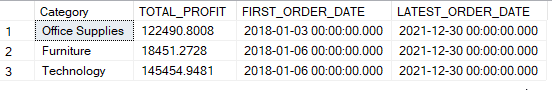 Category TOTAL_PROFIT FIRST_ORDER_DATE LATEST_ORDER_DATE
1 Office Supplies 122490.8008 2018-01-03 00:00:00.000 2021-12-30 00:00:00.000
2 Furniture 18451.2728 2018-01-06 00:00:00.000 2021-12-30 00:00:00.000
3 Technology 145454.9481 2018-01-06 00:00:00.000 2021-12-30 00:00:00.000